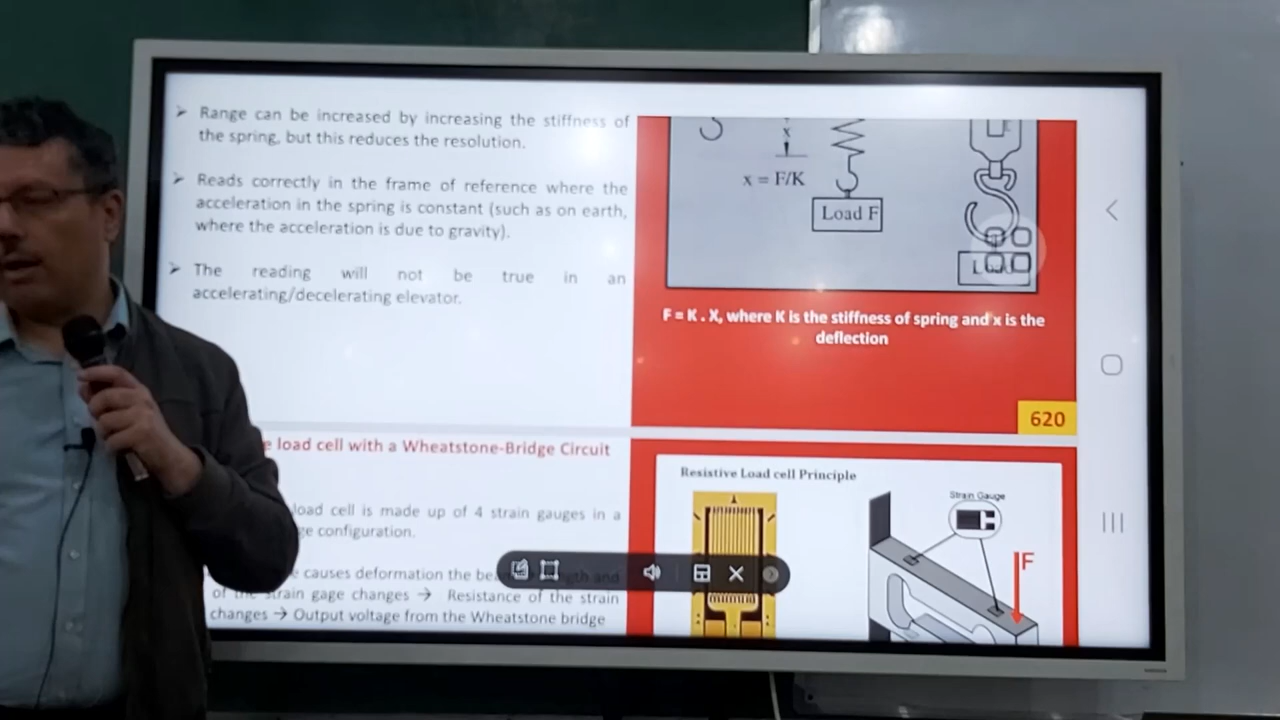 Range can be increased by increasing the stiffness of
the spring, but this reduces the resolution.
Reads correctly in the frame of reference where the
acceleration in the spring is constant (such as on earth,
where the acceleration is due to gravity).
The reading will not be true in an
accelerating/decelerating elevator.
x
x = F/K
Load F
F = K . X, where K is the stiffness of spring and x is the
deflection
620
load cell with a Wheatstone-Bridge Circuit
load cell is made up of 4 strain gauges in a
configuration.
causes deformation the and
of the strain gage changes → Resistance of the strain
changes → Output voltage from the Wheatstone bridge
Resistive Load cell Principle
Strain Gauge
F